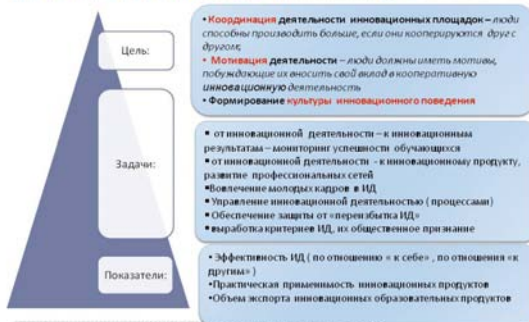 Цель:
• Координация деятельности инновационных площадок – люди
способны производить больше, если они кооперируются друг с
другом;
• Мотивация деятельности – люди должны иметь мотивы,
побуждающие их вносить свой вклад в кооперативную
инновационную деятельность
• Формирование культуры инновационного поведения
Задачи:
▪ от инновационной деятельности – к инновационным
результатам – мониторинг успешности обучающихся
▪ от инновационной деятельности - к инновационному продукту,
развитие профессиональных сетей
▪Вовлечение молодых кадров в ИД
▪ Управление инновационной деятельностью ( процессами)
▪ Обеспечение защиты от «переизбытка ИД»
▪ выработка критериев ИД, их общественное признание
Показатели:
• Эффективность ИД ( по отношению « к себе» , по отношения «к
другим» )
•Практическая применимость инновационных продуктов
•Объем экспорта инновационных образовательных продуктов